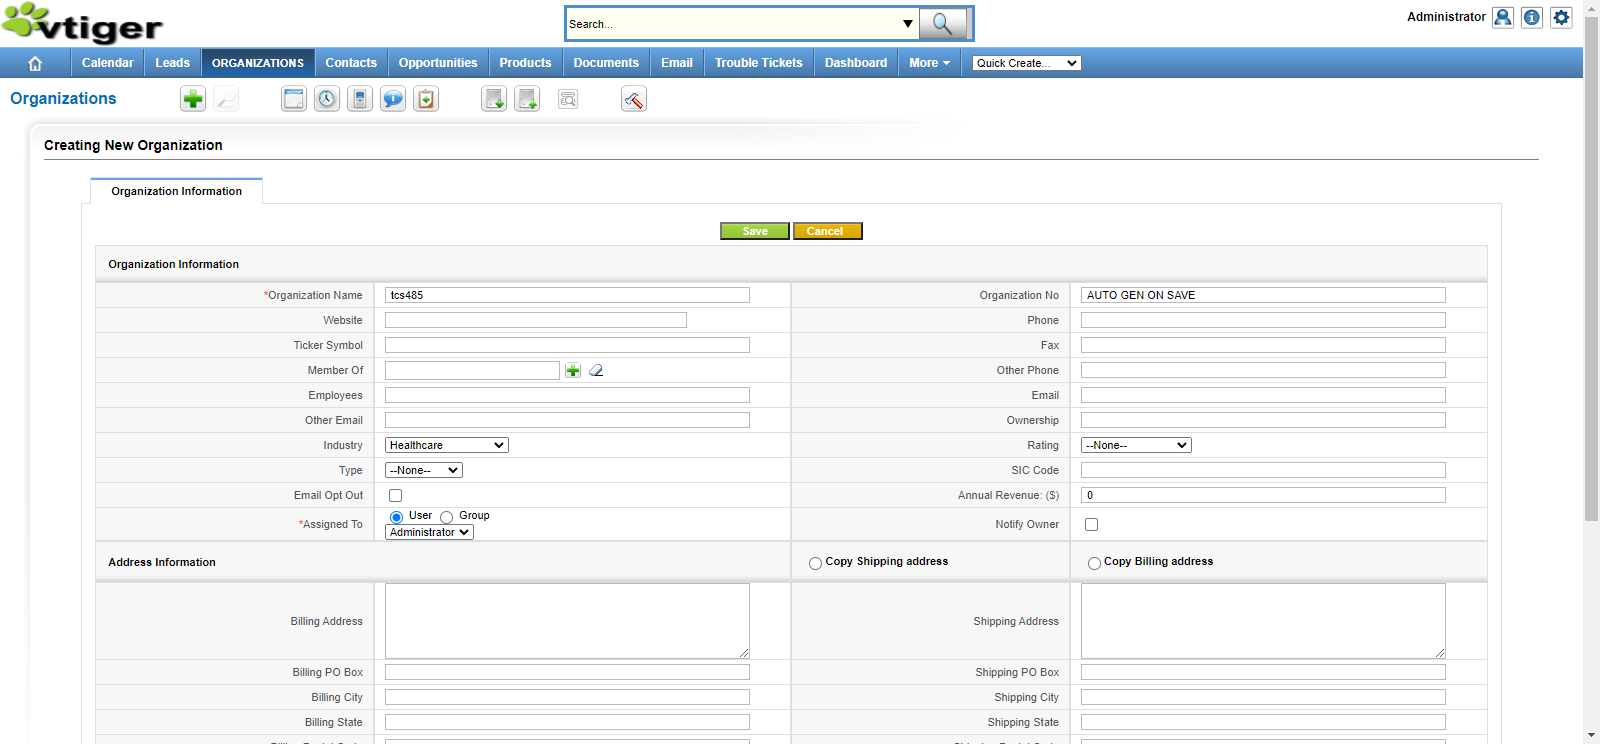 vtiger
Search...
Administrator
Calendar Leads ORGANIZATIONS Contacts Opportunities Products Documents Email Trouble Tickets Dashboard More Quick Create...
Organizations
Creating New Organization
Organization Information
Save Cancel
Organization Information
*Organization Name tcs485 Organization No AUTO GEN ON SAVE
Website Phone
Ticker Symbol Fax
Member Of Other Phone
Employees Email
Other Email Ownership
Industry Healthcare Rating --None--
Type --None-- SIC Code
Email Opt Out Annual Revenue: ($) 0
*Assigned To User Group Notify Owner
Administrator
Address Information Copy Shipping address Copy Billing address
Billing Address Shipping Address
Billing PO Box Shipping PO Box
Billing City Shipping City
Billing State Shipping State